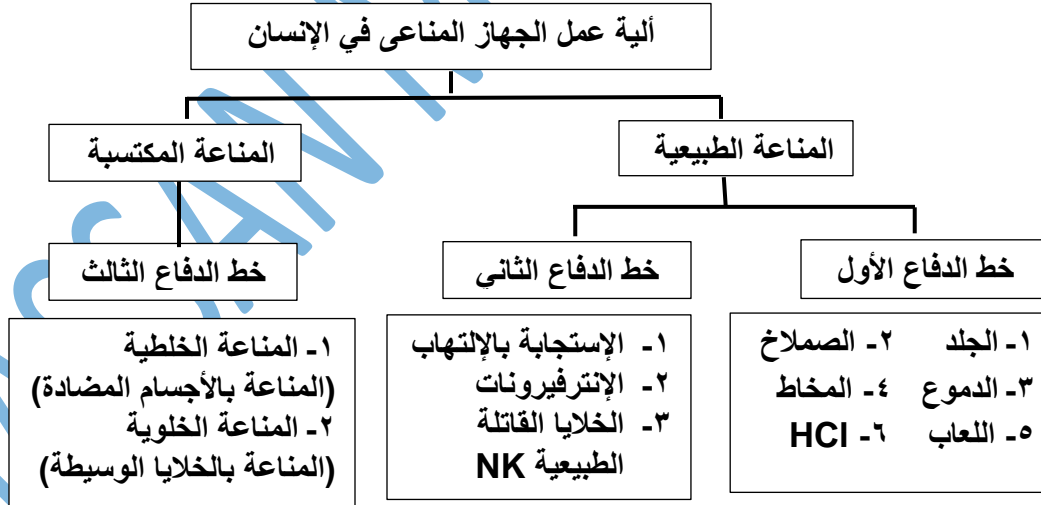 ألية عمل الجهاز المناعى في الإنسان
المناعة الطبيعية
المناعة المكتسبة
خط الدفاع الأول
خط الدفاع الثاني
خط الدفاع الثالث
١- الجلد ٢- الصملاخ
٣- الدموع ٤- المخاط
٥- اللعاب ٦- HCl
١- الإستجابة بالإلتهاب
٢- الإنترفيرونات
٣- الخلايا القاتلة
الطبيعية NK
١- المناعة الخلطية
(المناعة بالأجسام المضادة)
٢- المناعة الخلوية
(المناعة بالخلايا الوسيطة)